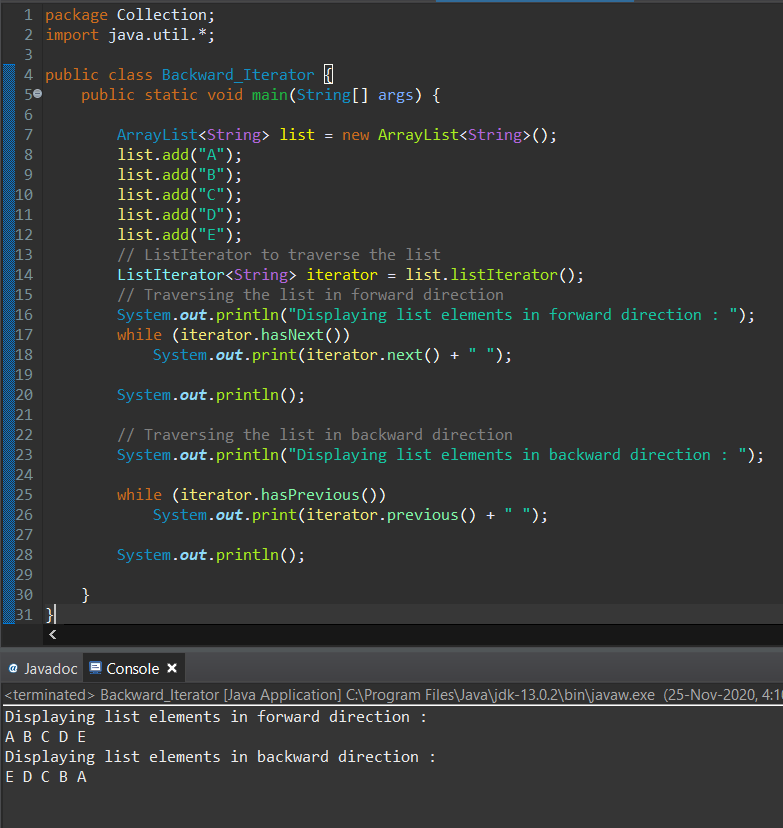 1 package Collection;
2 import java.util.*;
3
4 public class Backward_Iterator {
5 public static void main(String[] args) {
6
7 ArrayList<String> list = new ArrayList<String>();
8 list.add("A");
9 list.add("B");
10 list.add("C");
11 list.add("D");
12 list.add("E");
13 // ListIterator to traverse the list
14 ListIterator<String> iterator = list.listIterator();
15 // Traversing the list in forward direction
16 System.out.println("Displaying list elements in forward direction : ");
17 while (iterator.hasNext())
18 System.out.print(iterator.next() + " ");
19
20 System.out.println();
21
22 // Traversing the list in backward direction
23 System.out.println("Displaying list elements in backward direction : ");
24
25 while (iterator.hasPrevious())
26 System.out.print(iterator.previous() + " ");
27
28 System.out.println();
29
30 }
31 }
@ Javadoc Console
<terminated> Backward_Iterator [Java Application] C:\Program Files\Java\jdk-13.0.2\bin\javaw.exe (25-Nov-2020, 4:1
Displaying list elements in forward direction :
A B C D E
Displaying list elements in backward direction :
E D C B A